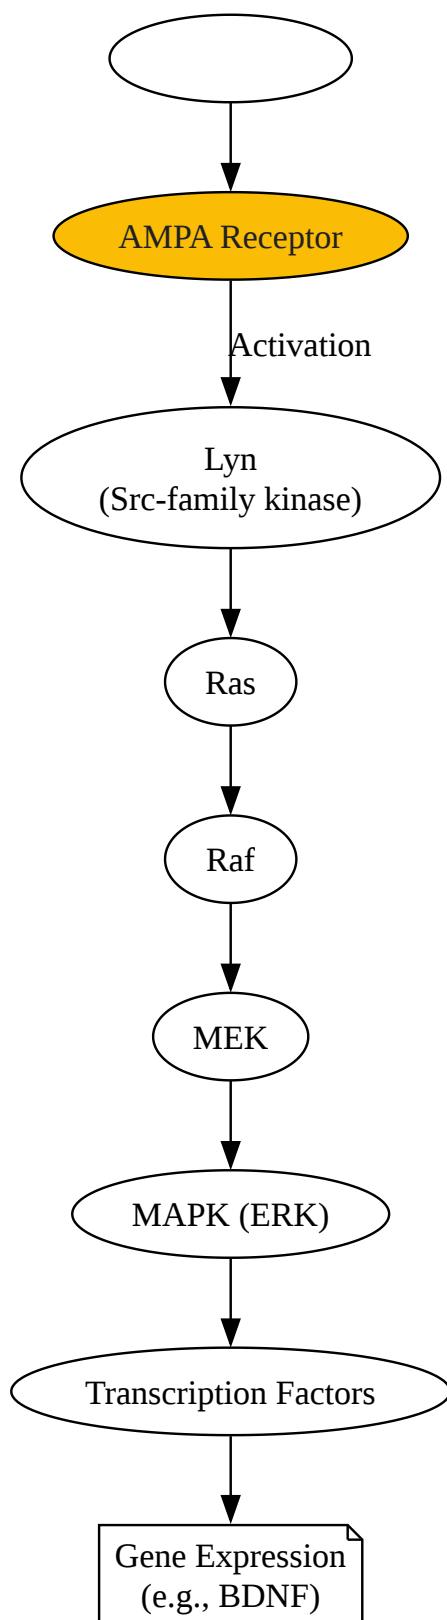 AMPA Receptor
Activation
Lyn
(Src-family kinase)
Ras
Raf
MEK
MAPK (ERK)
Transcription Factors
Gene Expression
(e.g., BDNF)